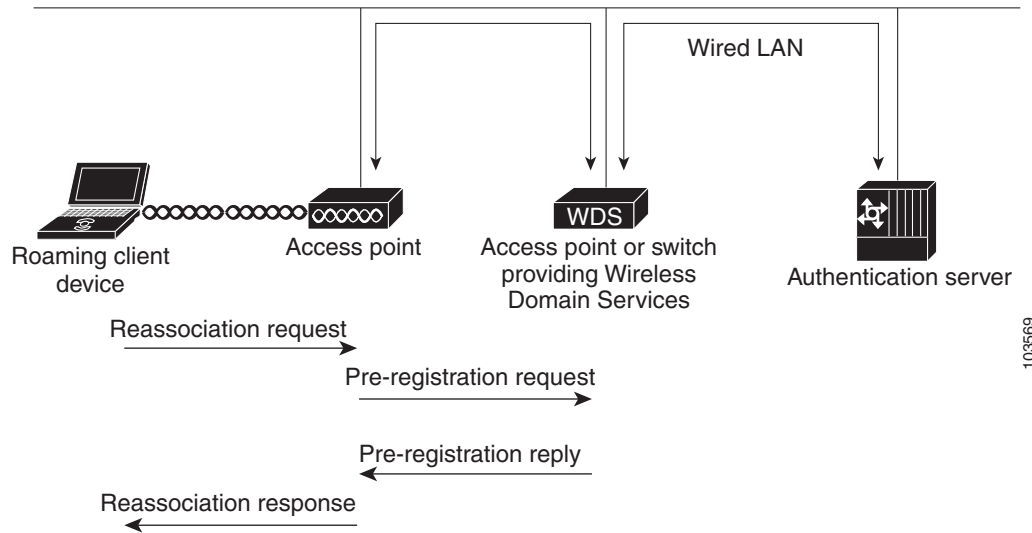 Wired LAN
WDS
Roaming client
device
Access point
Access point or switch
providing Wireless
Domain Services
Authentication server
103569
Reassociation request
Pre-registration request
Pre-registration reply
Reassociation response